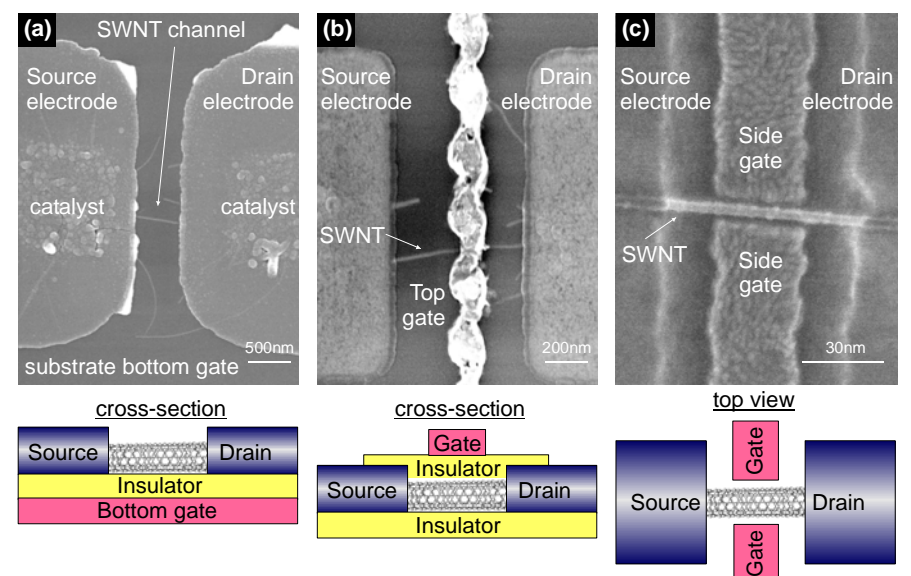 (a)
SWNT channel
Source
electrode
Drain
electrode
catalyst
catalyst
substrate bottom gate
500nm
(b)
Source
electrode
Drain
electrode
SWNT
Top
gate
200nm
(c)
Source
electrode
Drain
electrode
Side
gate
SWNT
Side
gate
30nm
cross-section
Source
Drain
Insulator
Bottom gate
cross-section
Gate
Insulator
Source
Drain
Insulator
top view
Gate
Source
Drain
Gate